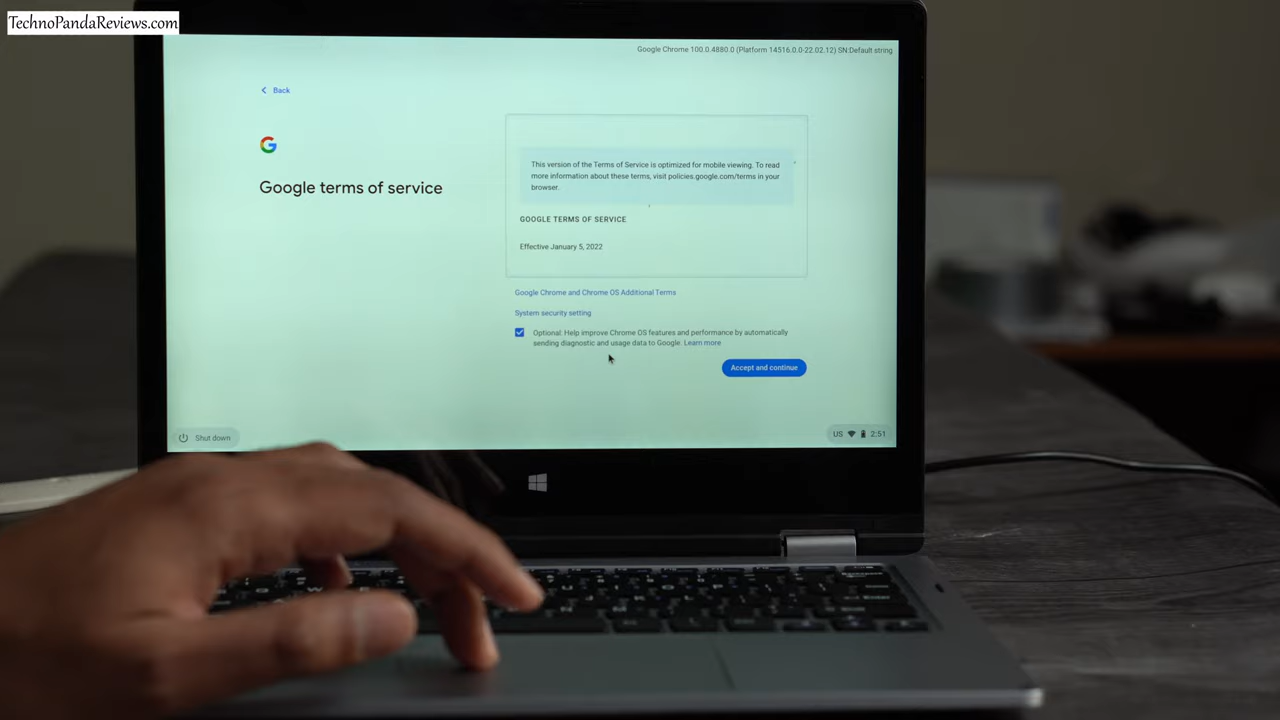 TechnoPandaReviews.com
Google Chrome 100.0.4880.0 (Platform 14516.0.0-22.02.12) SN:Default string
Back
Google terms of service
This version of the Terms of Service is optimized for mobile viewing. To read
more information about these terms, visit policies.google.com/terms in your
browser.
GOOGLE TERMS OF SERVICE
Effective January 5, 2022
Google Chrome and Chrome OS Additional Terms
System security setting
Optional: Help improve Chrome OS features and performance by automatically
sending diagnostic and usage data to Google. Learn more
Accept and continue
Shut down
US 2:51